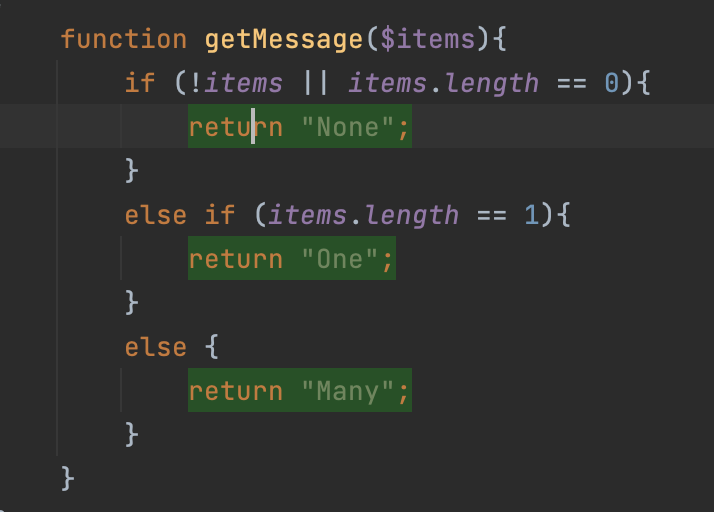 function getMessage($items){
    if (!items || items.length == 0){
        return "None";
    }
    else if (items.length == 1){
        return "One";
    }
    else {
        return "Many";
    }
}